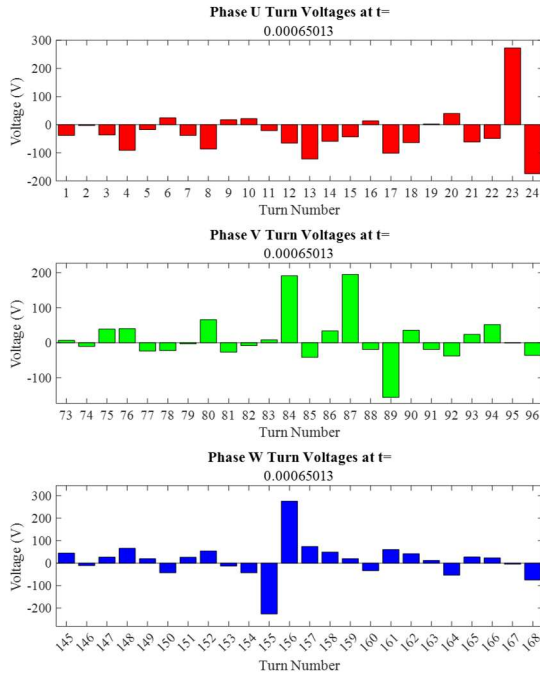 Phase U Turn Voltages at t=
0.00065013
300
200
100
0
-100
-200
Voltage (V)
1 2 3 4 5 6 7 8 9 10 11 12 13 14 15 16 17 18 19 20 21 22 23 24
Turn Number
Phase V Turn Voltages at t=
0.00065013
200
100
0
-100
Voltage (V)
73 74 75 76 77 78 79 80 81 82 83 84 85 86 87 88 89 90 91 92 93 94 95 96
Turn Number
Phase W Turn Voltages at t=
0.00065013
300
200
100
0
-100
-200
Voltage (V)
145 146 147 148 149 150 151 152 153 154 155 156 157 158 159 160 161 162 163 164 165 166 167 168
Turn Number